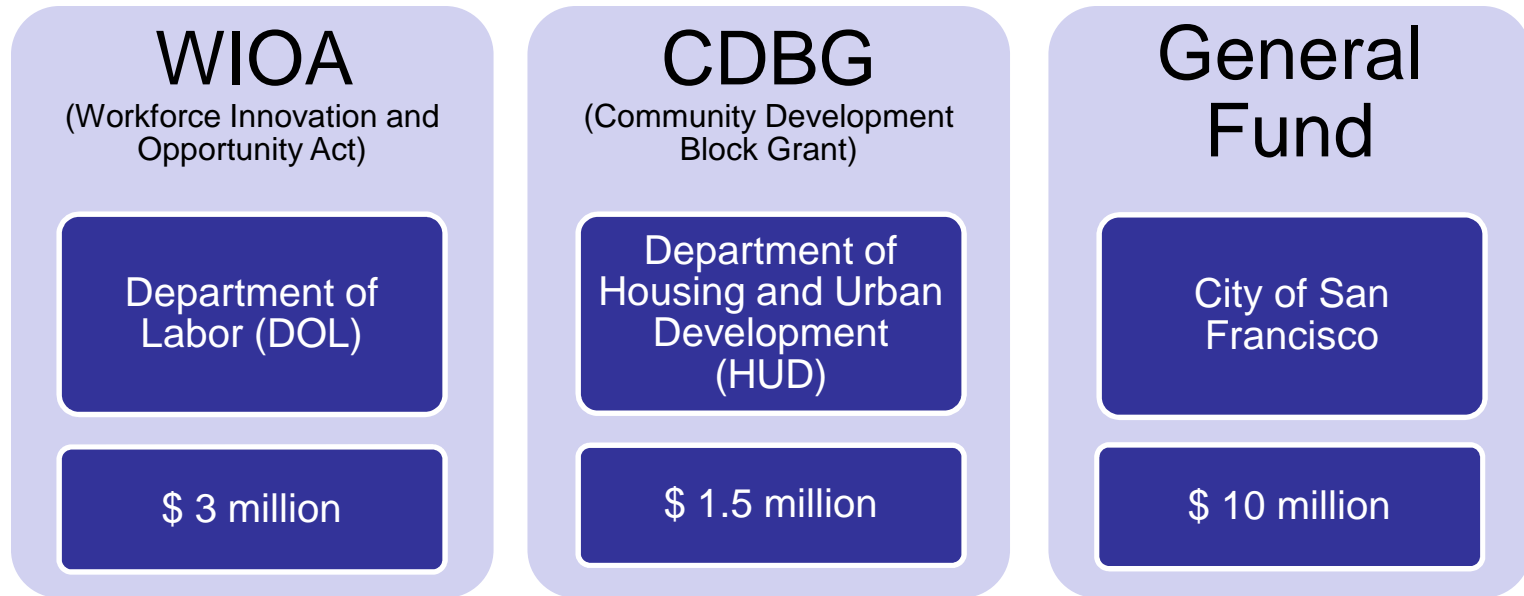 WIOA
(Workforce Innovation and
Opportunity Act)
Department of
Labor (DOL)
$ 3 million
CDBG
(Community Development
Block Grant)
Department of
Housing and Urban
Development
(HUD)
$ 1.5 million
General
Fund
City of San
Francisco
$ 10 million